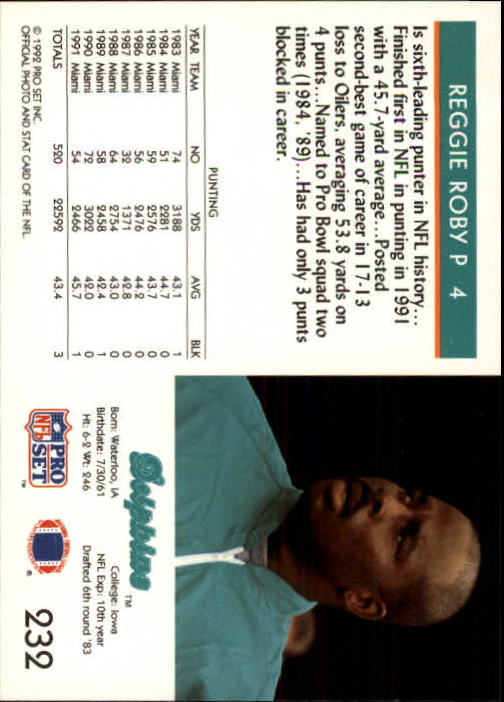 REGGIE ROBY P 4
Is sixth-leading punter in NFL history...
Finished first in NFL in punting in 1991
with a 45.7-yard average...Posted
second-best game of career in 17-13
loss to Oilers, averaging 53.8 yards on
4 punts...Named to Pro Bowl squad two
times (1984, '89)...Has had only 3 punts
blocked in career.
PUNTING
YEAR TEAM NO YDS AVG BLK
1983 Miami 74 3188 43.1 1
1984 Miami 51 2281 44.7 0
1985 Miami 59 2576 43.7 0
1986 Miami 56 2476 44.2 0
1987 Miami 32 1371 42.8 0
1988 Miami 64 2754 43.0 0
1989 Miami 58 2458 42.4 1
1990 Miami 72 3022 42.0 0
1991 Miami 54 2466 45.7 1
TOTALS 520 22592 43.4 3
© 1992 PRO SET INC.
OFFICIAL PHOTO AND STAT CARD OF THE NFL.
Dolphins™
Born: Waterloo, IA
Birthdate: 7/30/61
Ht: 6-2 Wt: 246
College: Iowa
NFL Exp: 10th year
Drafted 6th round '83
PRO
NFL
SET
™
®
232